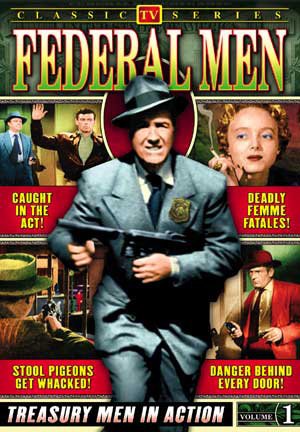 CLASSIC TV SERIES
FEDERAL MEN
CAUGHT
IN THE
ACT!
DEADLY
FEMME
FATALES!
STOOL PIGEONS
GET WHACKED!
DANGER BEHIND
EVERY DOOR!
TREASURY MEN IN ACTION
VOLUME 1